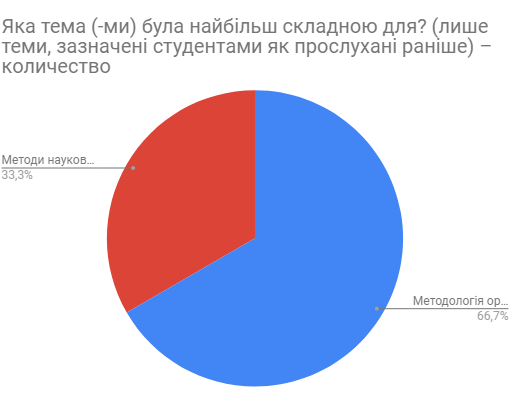 Яка тема (-ми) була найбільш складною для? (лише
теми, зазначені студентами як прослухані раніше) –
количество
Методи науков…
33,3%
Методологія ор…
66,7%